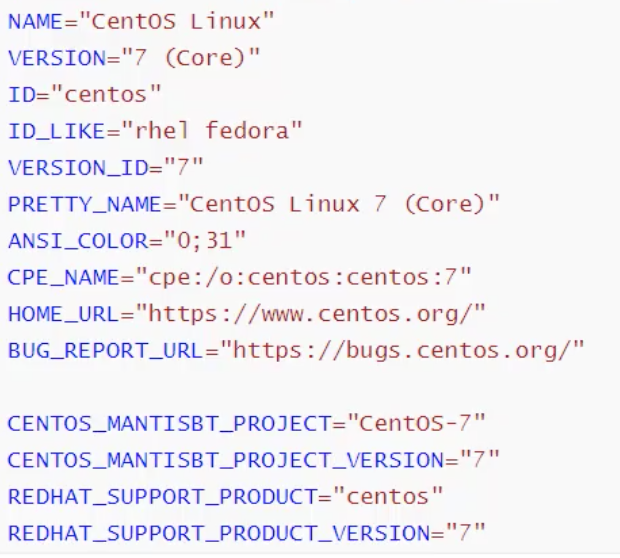 NAME="CentOS Linux"
VERSION="7 (Core)"
ID="centos"
ID_LIKE="rhel fedora"
VERSION_ID="7"
PRETTY_NAME="CentOS Linux 7 (Core)"
ANSI_COLOR="0;31"
CPE_NAME="cpe:/o:centos:centos:7"
HOME_URL="https://www.centos.org/"
BUG_REPORT_URL="https://bugs.centos.org/"
CENTOS_MANTISBT_PROJECT="CentOS-7"
CENTOS_MANTISBT_PROJECT_VERSION="7"
REDHAT_SUPPORT_PRODUCT="centos"
REDHAT_SUPPORT_PRODUCT_VERSION="7"